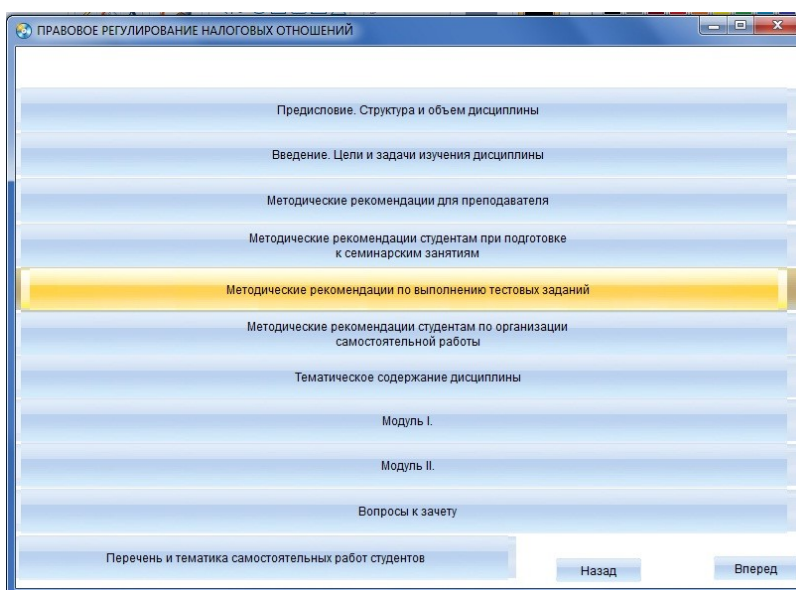 ПРАВОВОЕ РЕГУЛИРОВАНИЕ НАЛОГОВЫХ ОТНОШЕНИЙ
Предисловие. Структура и объем дисциплины
Введение. Цели и задачи изучения дисциплины
Методические рекомендации для преподавателя
Методические рекомендации студентам при подготовке
к семинарским занятиям
Методические рекомендации по выполнению тестовых заданий
Методические рекомендации студентам по организации
самостоятельной работы
Тематическое содержание дисциплины
Модуль I.
Модуль II.
Вопросы к зачету
Перечень и тематика самостоятельных работ студентов
Назад
Вперед